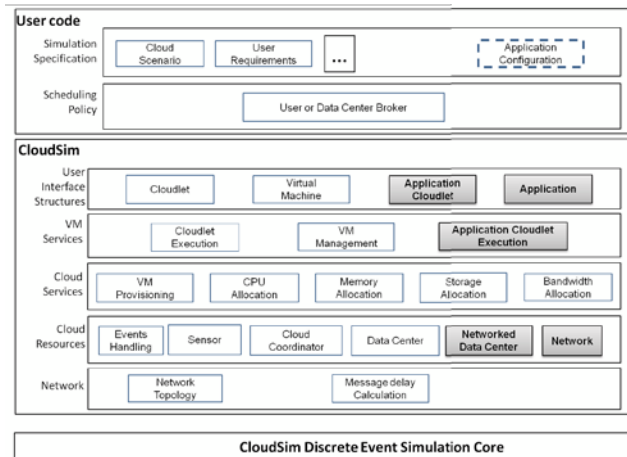 User code
Simulation
Specification
Cloud
Scenario
User
Requirements
...
Application
Configuration
Scheduling
Policy
User or Data Center Broker
CloudSim
User
Interface
Structures
Cloudlet
Virtual
Machine
Application
Cloudlet
Application
VM
Services
Cloudlet
Execution
VM
Management
Application Cloudlet
Execution
Cloud
Services
VM
Provisioning
CPU
Allocation
Memory
Allocation
Storage
Allocation
Bandwidth
Allocation
Cloud
Resources
Events
Handling
Sensor
Cloud
Coordinator
Data Center
Networked
Data Center
Network
Network
Network
Topology
Message delay
Calculation
CloudSim Discrete Event Simulation Core